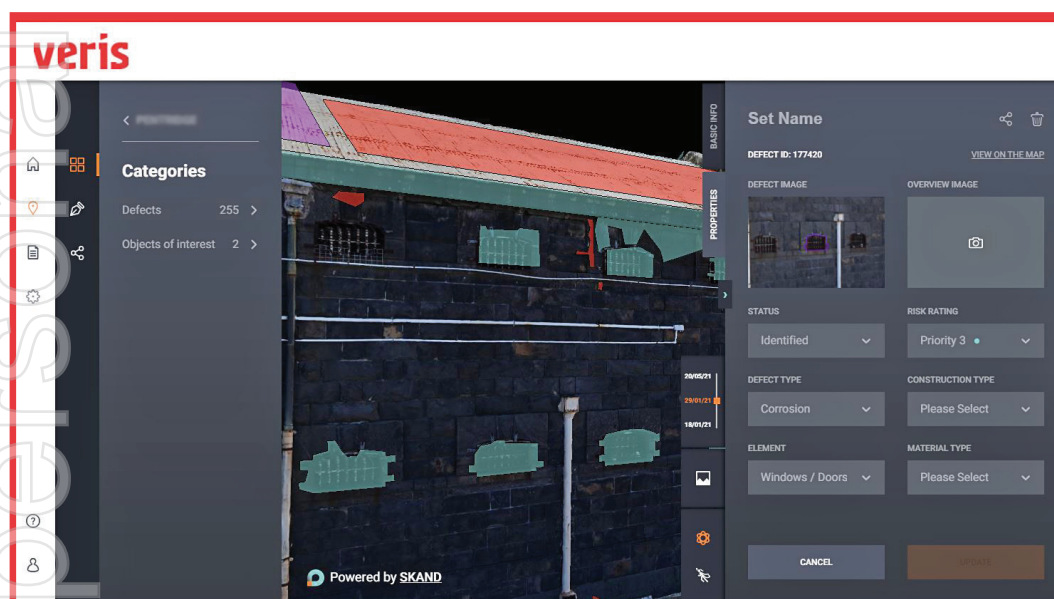 veris
Categories
Defects 255
Objects of interest 2
BASIC INFO
PROPERTIES
20/05/21
29/01/21
18/01/21
Powered by SKAND
Set Name
DEFECT ID: 177420 VIEW ON THE MAP
DEFECT IMAGE OVERVIEW IMAGE
STATUS RISK RATING
Identified Priority 3
DEFECT TYPE CONSTRUCTION TYPE
Corrosion Please Select
ELEMENT MATERIAL TYPE
Windows / Doors Please Select
CANCEL UPDATE